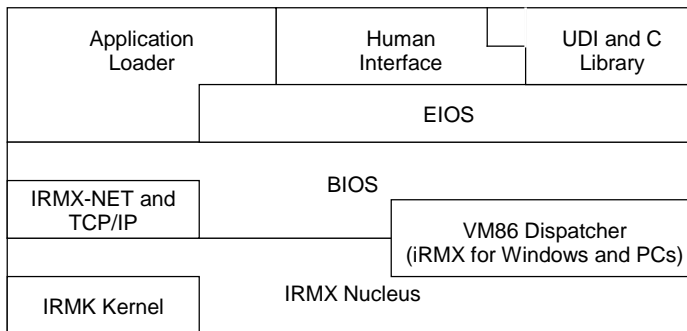 Application
Loader
Human
Interface
UDI and C
Library
EIOS
BIOS
IRMX-NET and
TCP/IP
VM86 Dispatcher
(iRMX for Windows and PCs)
IRMX Nucleus
IRMK Kernel